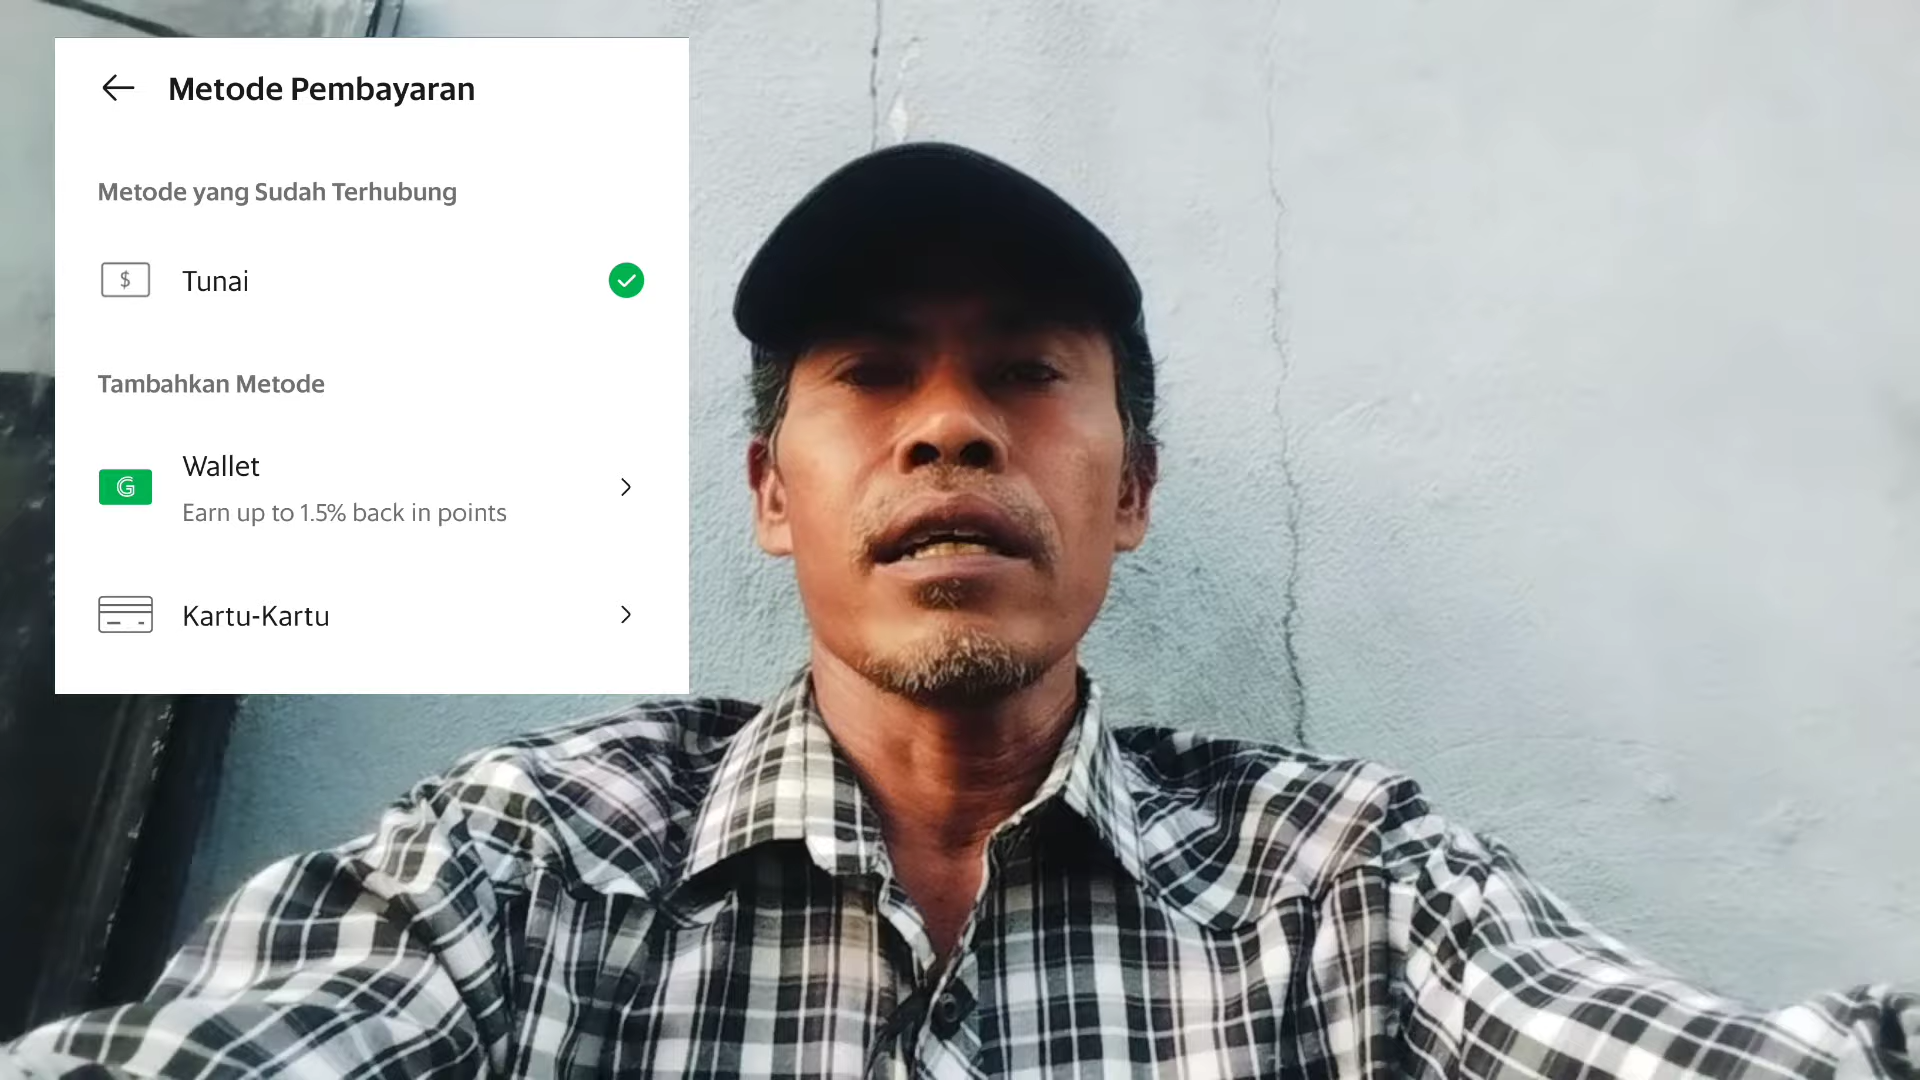 Metode Pembayaran
Metode yang Sudah Terhubung
$
Tunai
Tambahkan Metode
G
Wallet
Earn up to 1.5% back in points
Kartu-Kartu